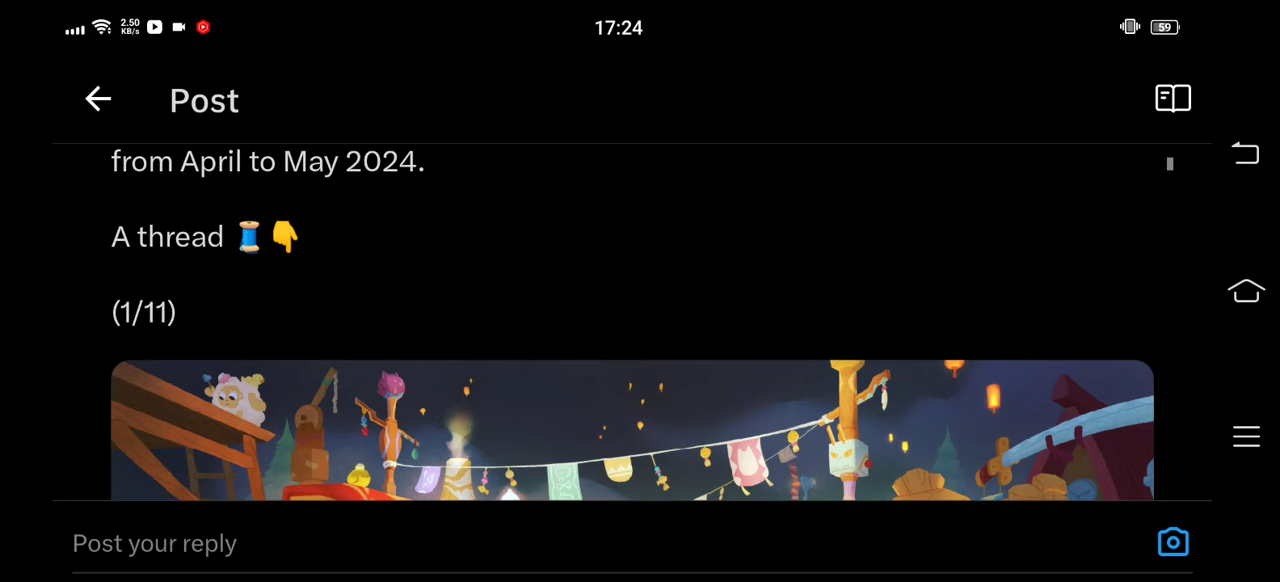 2.50
KB/s
17:24
59
Post
from April to May 2024.
A thread 🧵👇
(1/11)
Post your reply